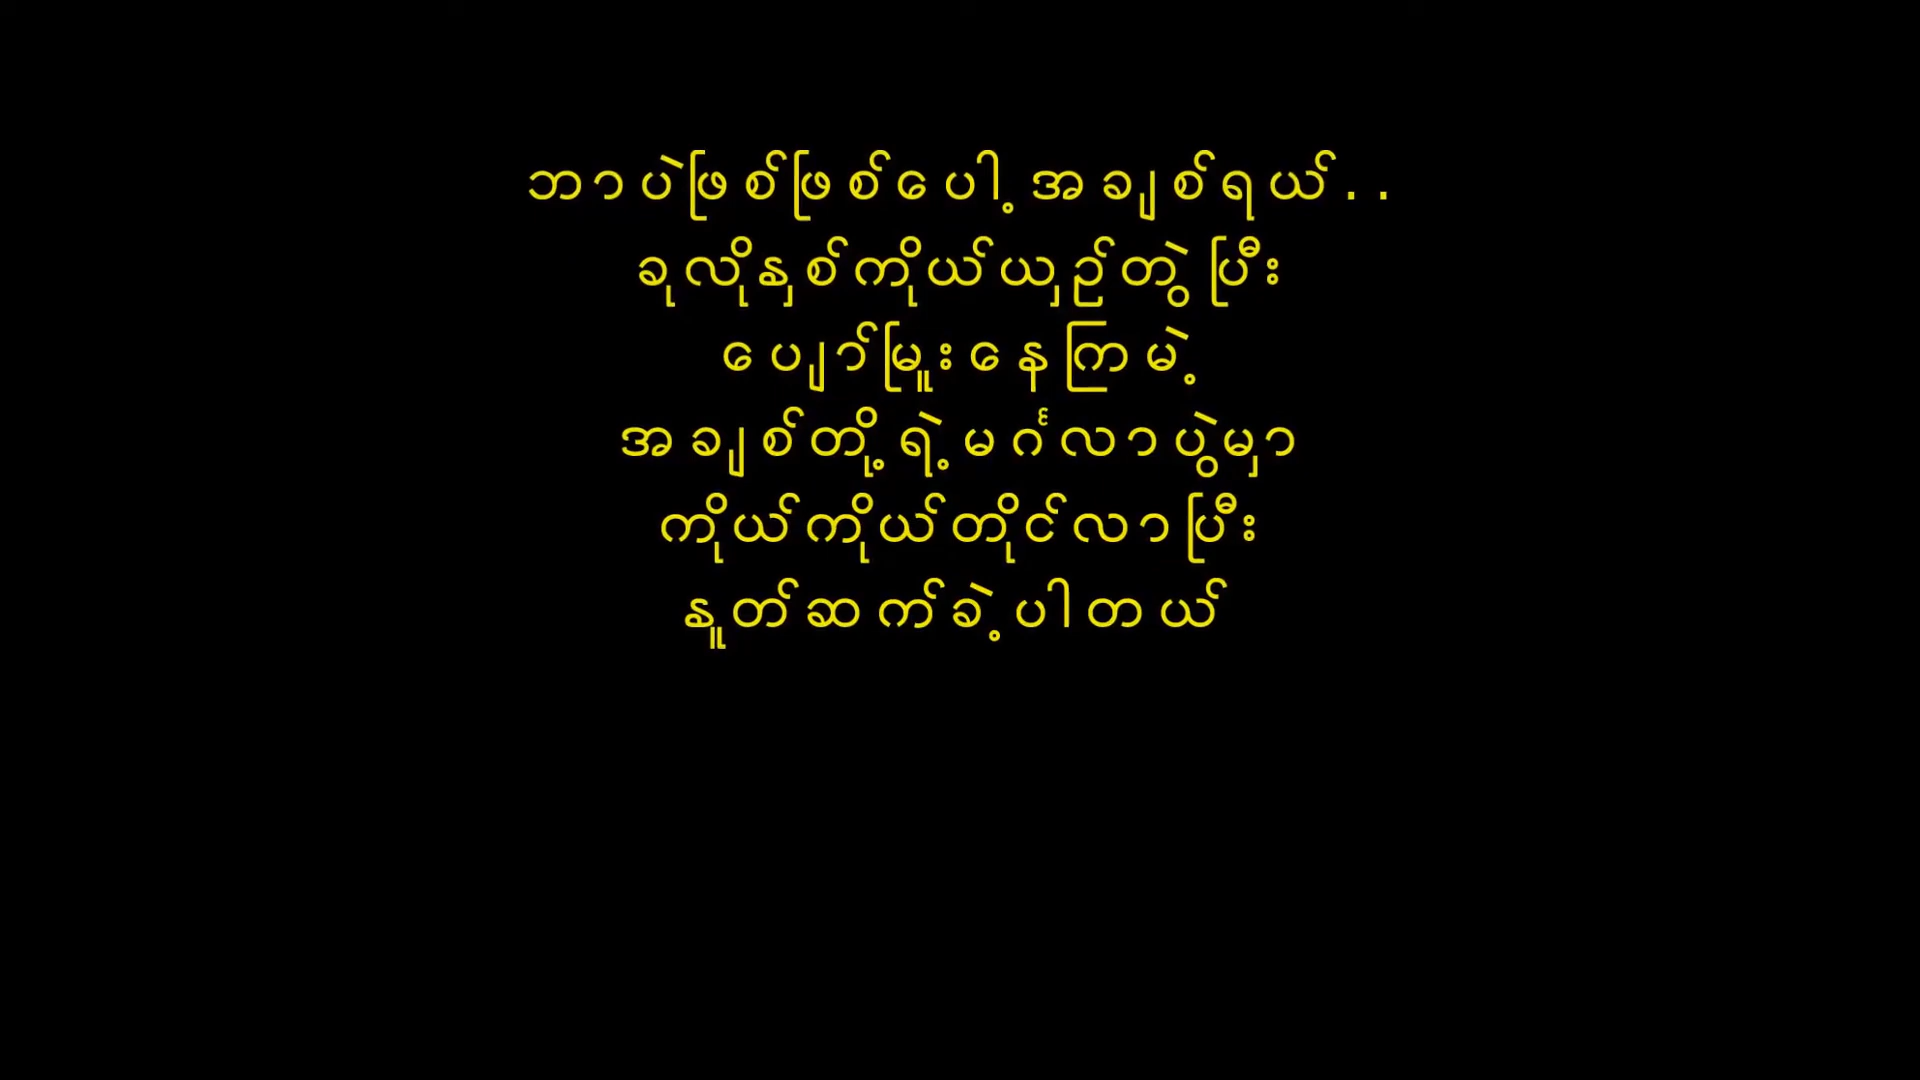 ဘာပဲဖြစ်ဖြစ်ပေါ့အချစ်ရယ်..
ခုလိုနှစ်ကိုယ်ယှဉ်တွဲပြီး
ပျော်မြူးနေကြမဲ့
အချစ်တို့ရဲ့မင်္ဂလာပွဲမှာ
ကိုယ်ကိုယ်တိုင်လာပြီး
နှုတ်ဆက်ခဲ့ပါတယ်